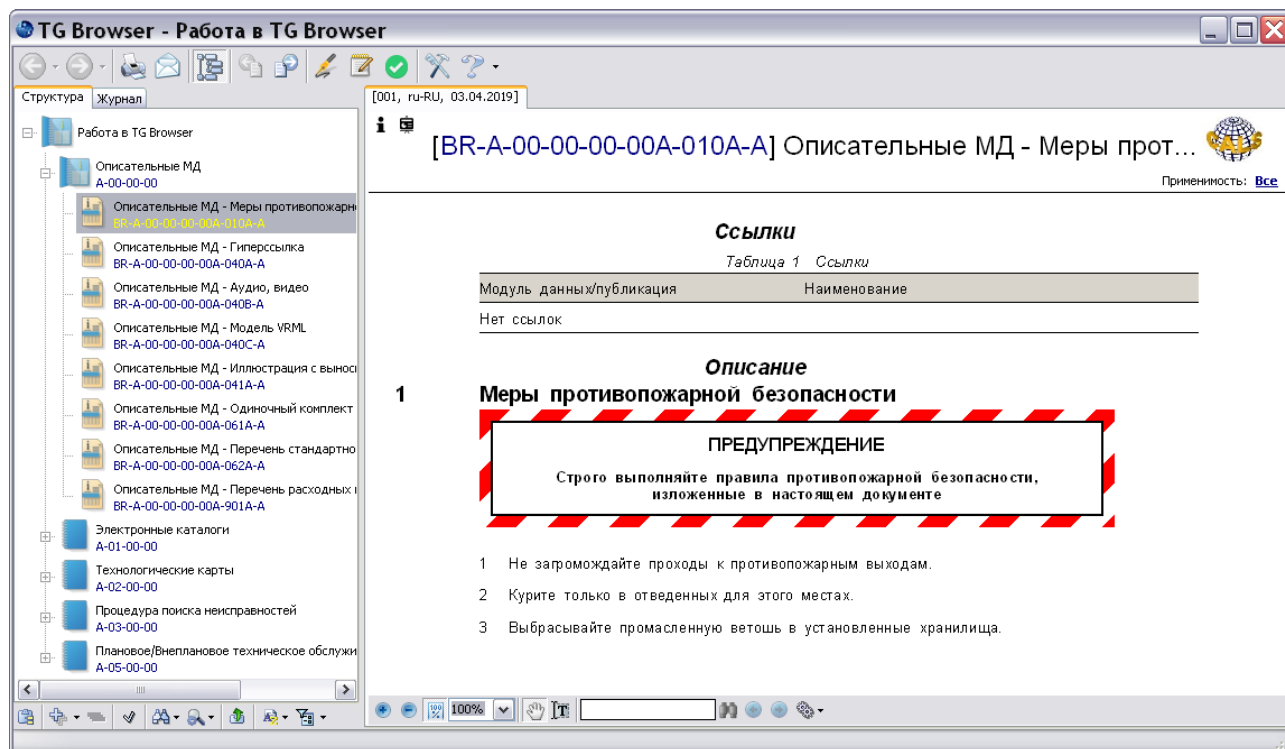 TG Browser - Работа в TG Browser
Структура Журнал
Работа в TG Browser
Описательные МД
A-00-00-00
Описательные МД - Меры противопожарн
BR-A-00-00-00-00A-010A-A
Описательные МД - Гиперссылка
BR-A-00-00-00-00A-040A-A
Описательные МД - Аудио, видео
BR-A-00-00-00-00A-040B-A
Описательные МД - Модель VRML
BR-A-00-00-00-00A-040C-A
Описательные МД - Иллюстрация с вынос
BR-A-00-00-00-00A-041A-A
Описательные МД - Одиночный комплект
BR-A-00-00-00-00A-061A-A
Описательные МД - Перечень стандартно
BR-A-00-00-00-00A-062A-A
Описательные МД - Перечень расходных
BR-A-00-00-00-00A-901A-A
Электронные каталоги
A-01-00-00
Технологические карты
A-02-00-00
Процедура поиска неисправностей
A-03-00-00
Плановое/Внеплановое техническое обслужи
A-05-00-00
[001, ru-RU, 03.04.2019]
[BR-A-00-00-00-00A-010A-A] Описательные МД - Меры прот...
CALS
Применимость: Все
Ссылки
Таблица 1 Ссылки
Модуль данных/публикация Наименование
Нет ссылок
Описание
1 Меры противопожарной безопасности
ПРЕДУПРЕЖДЕНИЕ
Строго выполняйте правила противопожарной безопасности,
изложенные в настоящем документе
1 Не загромождайте проходы к противопожарным выходам.
2 Курите только в отведенных для этого местах.
3 Выбрасывайте промасленную ветошь в установленные хранилища.
100%